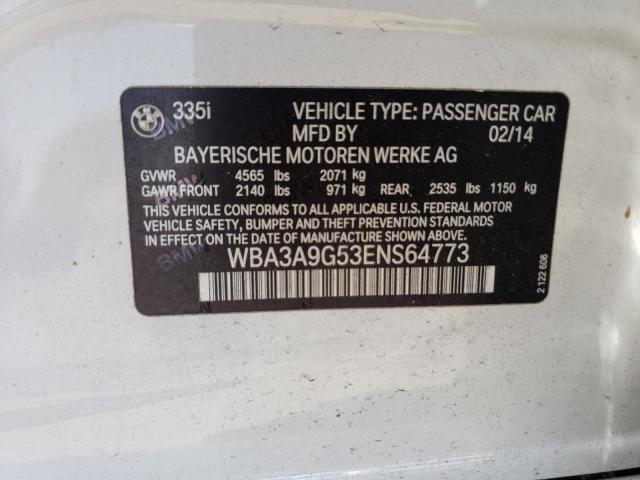 BMW 335i VEHICLE TYPE: PASSENGER CAR
MFD BY 02/14
BAYERISCHE MOTOREN WERKE AG
GVWR 4565 lbs 2071 kg
GAWR FRONT 2140 lbs 971 kg REAR 2535 lbs 1150 kg
THIS VEHICLE CONFORMS TO ALL APPLICABLE U.S. FEDERAL MOTOR
VEHICLE SAFETY, BUMPER AND THEFT PREVENTION STANDARDS
IN EFFECT ON THE DATE OF MANUFACTURE SHOWN ABOVE.
WBA3A9G53ENS64773
2 122 606